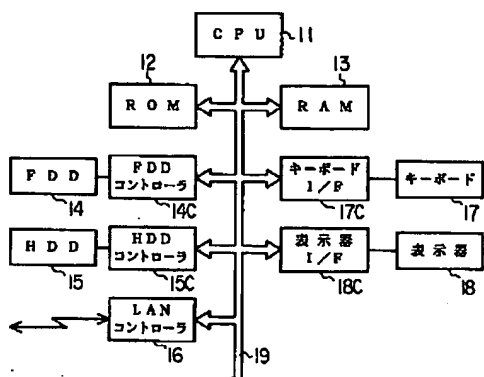 CPU
11
12
13
ROM
RAM
FDD
FDD
コントローラ
キーボード
I/F
キーボード
14
14C
17C
17
HDD
HDD
コントローラ
表示器
I/F
表示器
15
15C
18C
18
LAN
コントローラ
16
19